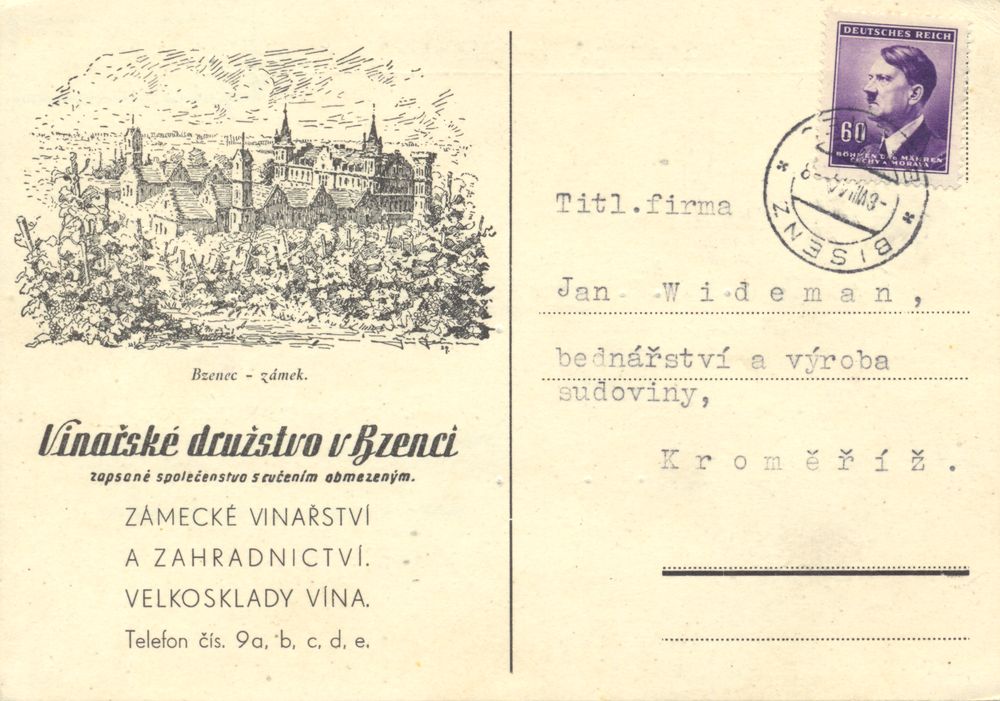 Bzenec - zámek.
Vinařské družstvo v Bzenci
zapsané společenstvo s ručením obmezeným.
ZÁMECKÉ VINAŘSTVÍ
A ZAHRADNICTVÍ.
VELKOSKLADY VÍNA.
Telefon čís. 9a, b, c, d, e.
DEUTSCHES REICH
60
BÖHMEN U. MÄHREN
ČECHY A MORAVA
BISENZ
Titl.firma
Jan Wideman,
bednářství a výroba
sudoviny,
Kroměříž.